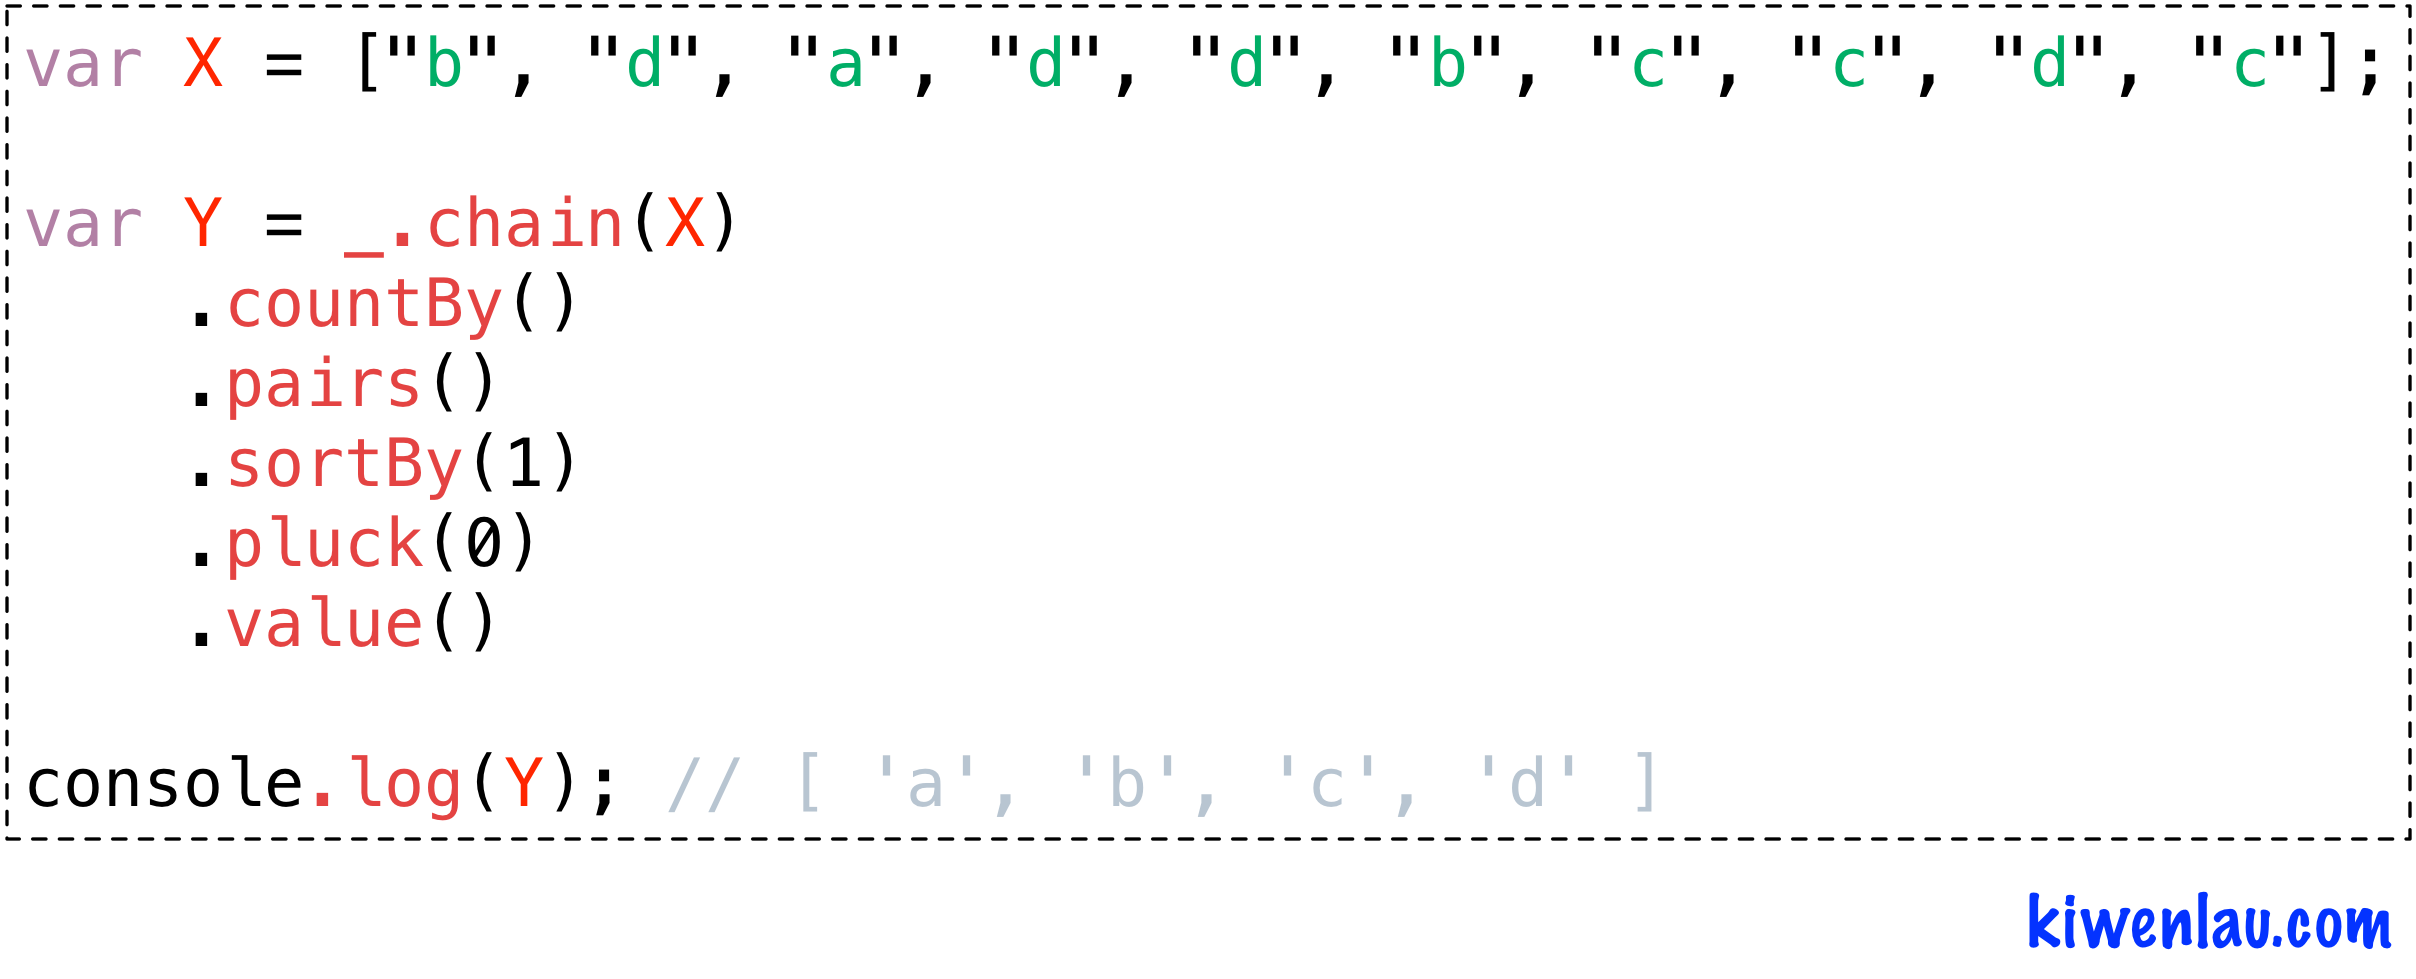 var X = ["b", "d", "a", "d", "d", "b", "c", "c", "d", "c"];
var Y = _.chain(X)
.countBy()
.pairs()
.sortBy(1)
.pluck(0)
.value()
console.log(Y); // [ 'a', 'b', 'c', 'd' ]
kiwenlau.com